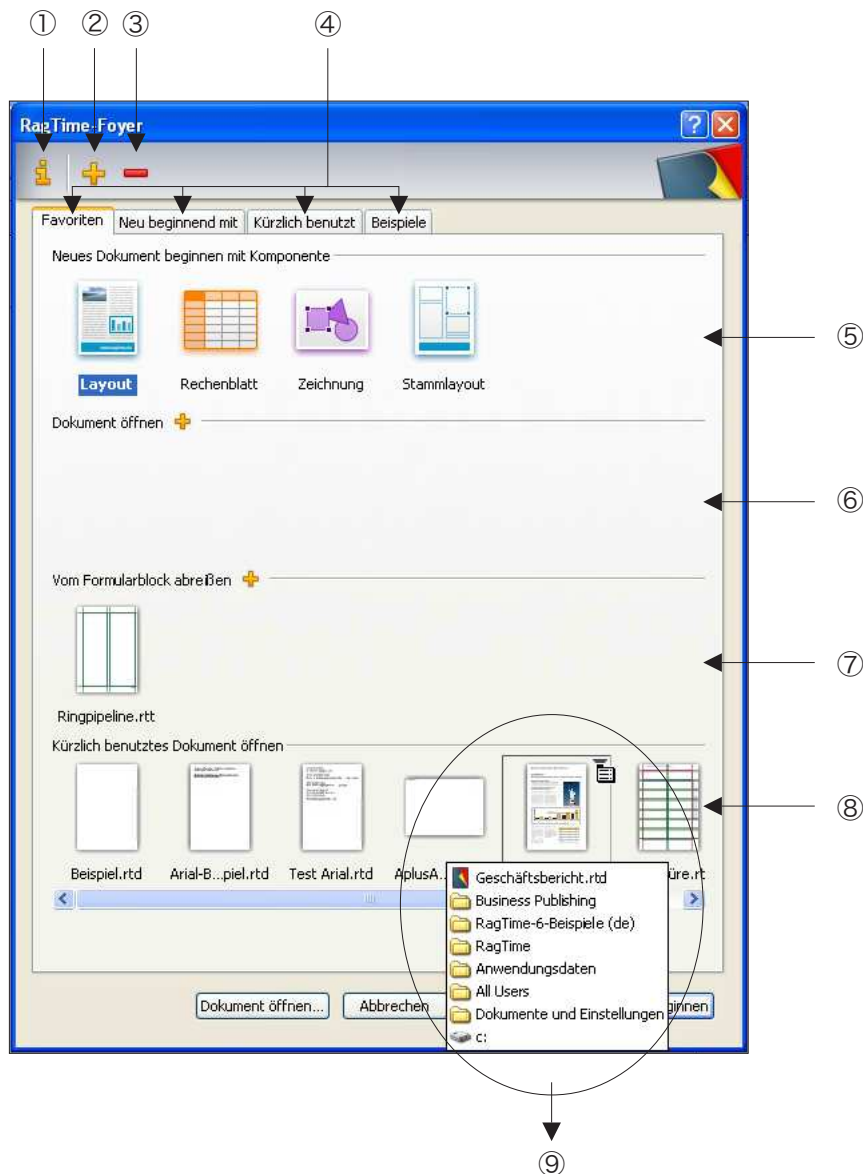 ① ② ③ ④
RagTime-Foyer
Favoriten Neu beginnend mit Kürzlich benutzt Beispiele
Neues Dokument beginnen mit Komponente
⑤
Layout Rechenblatt Zeichnung Stammlayout
Dokument öffnen
⑥
Vom Formularblock abreißen
⑦
Ringpipeline.rtt
Kürzlich benutztes Dokument öffnen
⑧
Beispiel.rtd Arial-B...piel.rtd Test Arial.rtd AplusA.. üre.rt
Geschäftsbericht.rtd
Business Publishing
RagTime-6-Beispiele (de)
RagTime
Anwendungsdaten
All Users
Dokumente und Einstellungen
c:
Dokument öffnen... Abbrechen ginnen
⑨